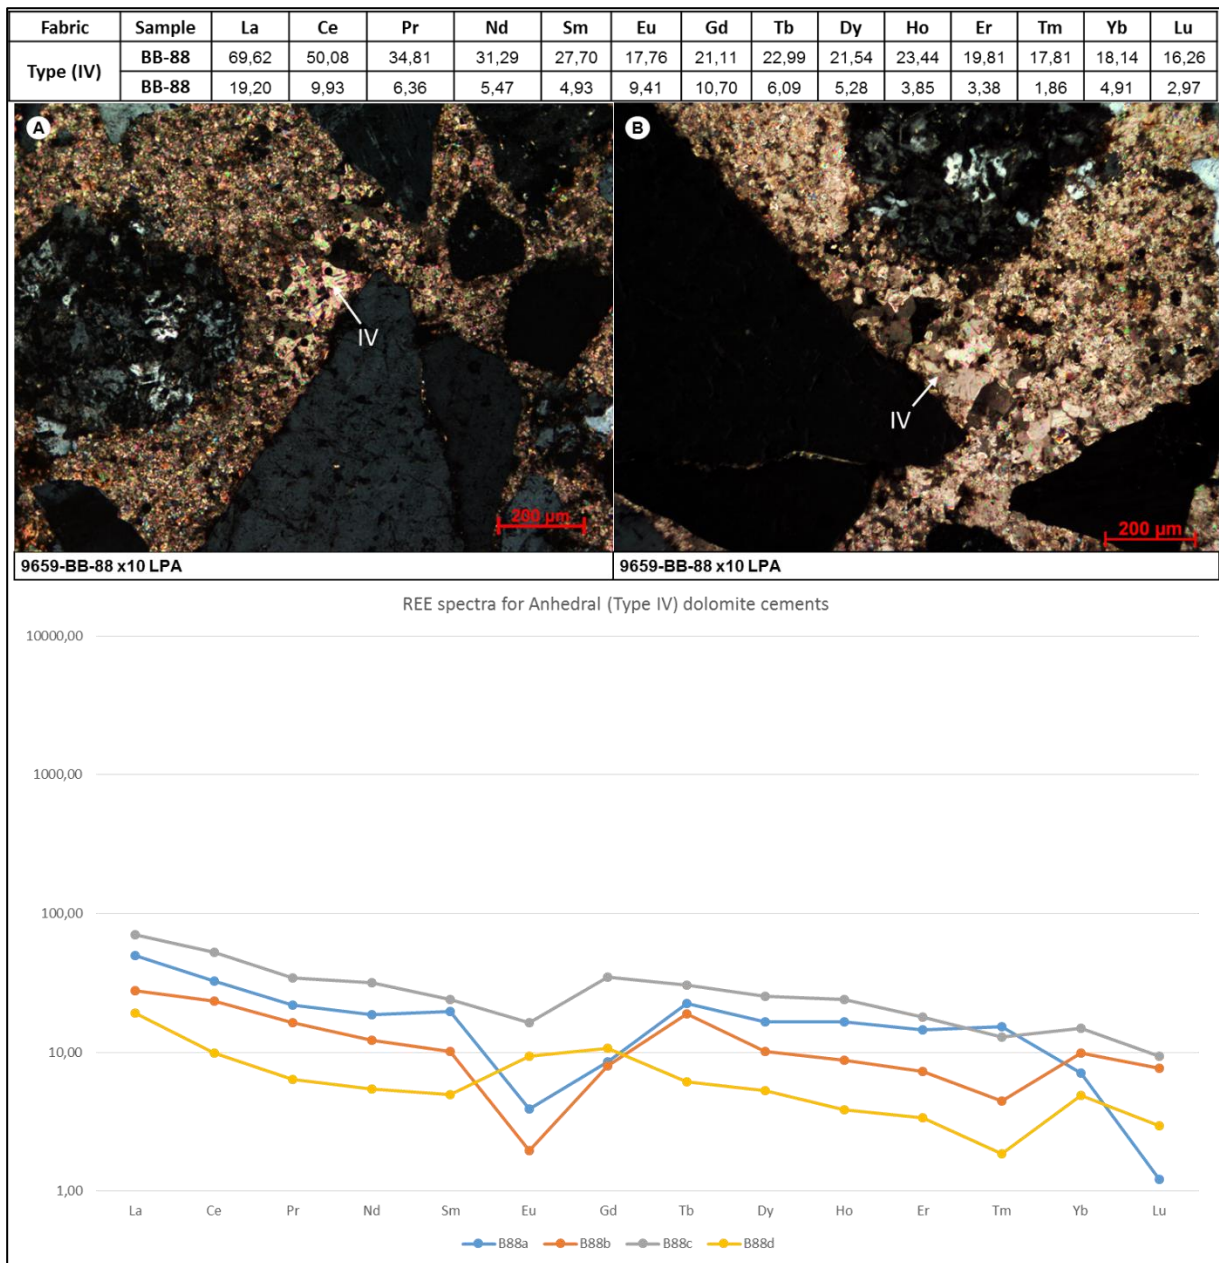 Fabric Sample La Ce Pr Nd Sm Eu Gd Tb Dy Ho Er Tm Yb Lu
Type (IV) BB-88 69,62 50,08 34,81 31,29 27,70 17,76 21,11 22,99 21,54 23,44 19,81 17,81 18,14 16,26
BB-88 19,20 9,93 6,36 5,47 4,93 9,41 10,70 6,09 5,28 3,85 3,38 1,86 4,91 2,97
A
B
IV
IV
200 µm
200 µm
9659-BB-88 x10 LPA
9659-BB-88 x10 LPA
REE spectra for Anhedral (Type IV) dolomite cements
10000,00
1000,00
100,00
10,00
1,00
La Ce Pr Nd Sm Eu Gd Tb Dy Ho Er Tm Yb Lu
B88a B88b B88c B88d